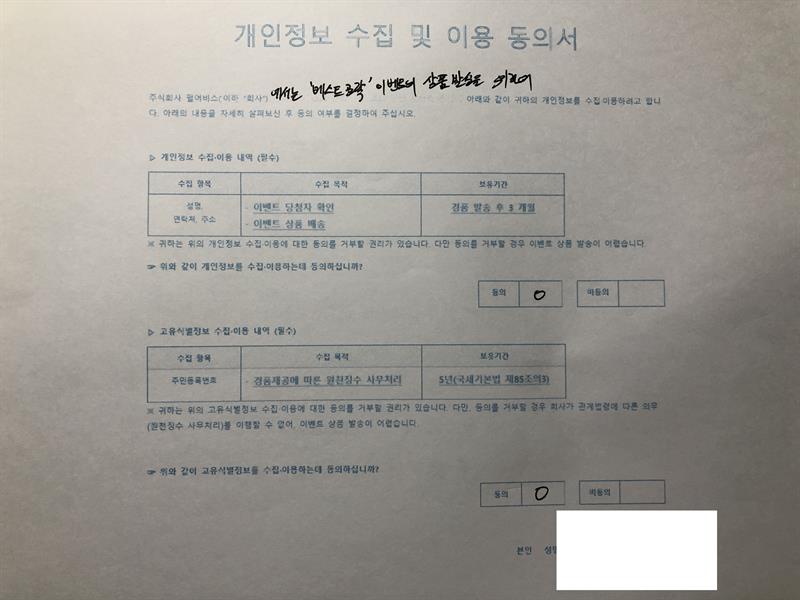 개인정보 수집 및 이용 동의서
주식회사 펄어비스(이하 "회사") 에서는 '베스트 공략' 이벤트의 상품 발송을 위하여 아래와 같이 귀하의 개인정보를 수집·이용하려고 합니
다. 아래의 내용을 자세히 살펴보신 후 동의 여부를 결정하여 주십시오.
▷ 개인정보 수집·이용 내역 (필수)
수집 항목 수집 목적 보유기간
성명, - 이벤트 당첨자 확인 경품 발송 후 3 개월
연락처, 주소 - 이벤트 상품 배송
※ 귀하는 위의 개인정보 수집·이용에 대한 동의를 거부할 권리가 있습니다. 다만 동의를 거부할 경우 이벤트 상품 발송이 어렵습니다.
☞ 위와 같이 개인정보를 수집·이용하는데 동의하십니까?
동의 O 미동의
▷ 고유식별정보 수집·이용 내역 (필수)
수집 항목 수집 목적 보유기간
주민등록번호 - 경품제공에 따른 원천징수 사무처리 5년(국세기본법 제85조의3)
※ 귀하는 위의 고유식별정보 수집·이용에 대한 동의를 거부할 권리가 있습니다. 다만, 동의를 거부할 경우 회사가 관계법령에 따른 의무
(원천징수 사무처리)를 이행할 수 없어, 이벤트 상품 발송이 어렵습니다.
☞ 위와 같이 고유식별정보를 수집·이용하는데 동의하십니까?
동의 O 미동의
본인 성명